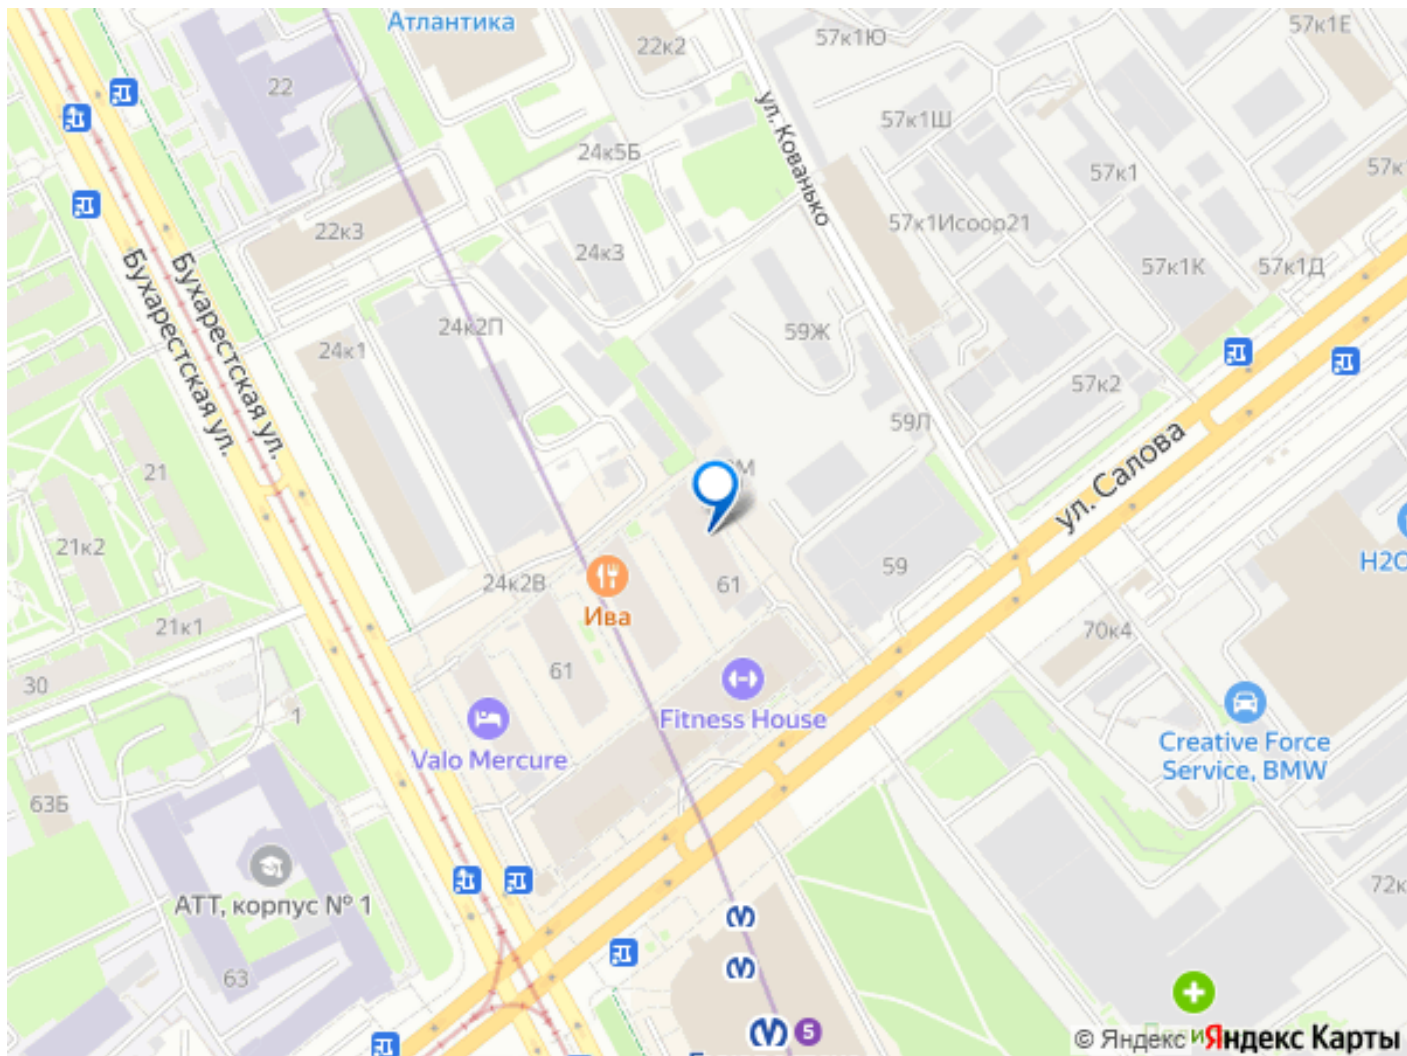 Атлантика
57к1Ю
57к1Е
22к2
22
ул. Кованько
57к1Ш
24к5Б
57к1
57к
22к3
57к1Исоор21
24к3
57к1К
57к1Д
Бухарестская ул.
Бухарестская ул.
24к2П
59Ж
24к1
57к2
59Л
ул. Салова
21
21к2
H2O
59
24к2В
61
Ива
21к1
70к4
61
30
Fitness House
1
Valo Mercure
Creative Force
Service, BMW
63Б
АТТ, корпус № 1
72к
63
5
© Яндекс Яндекс Карты